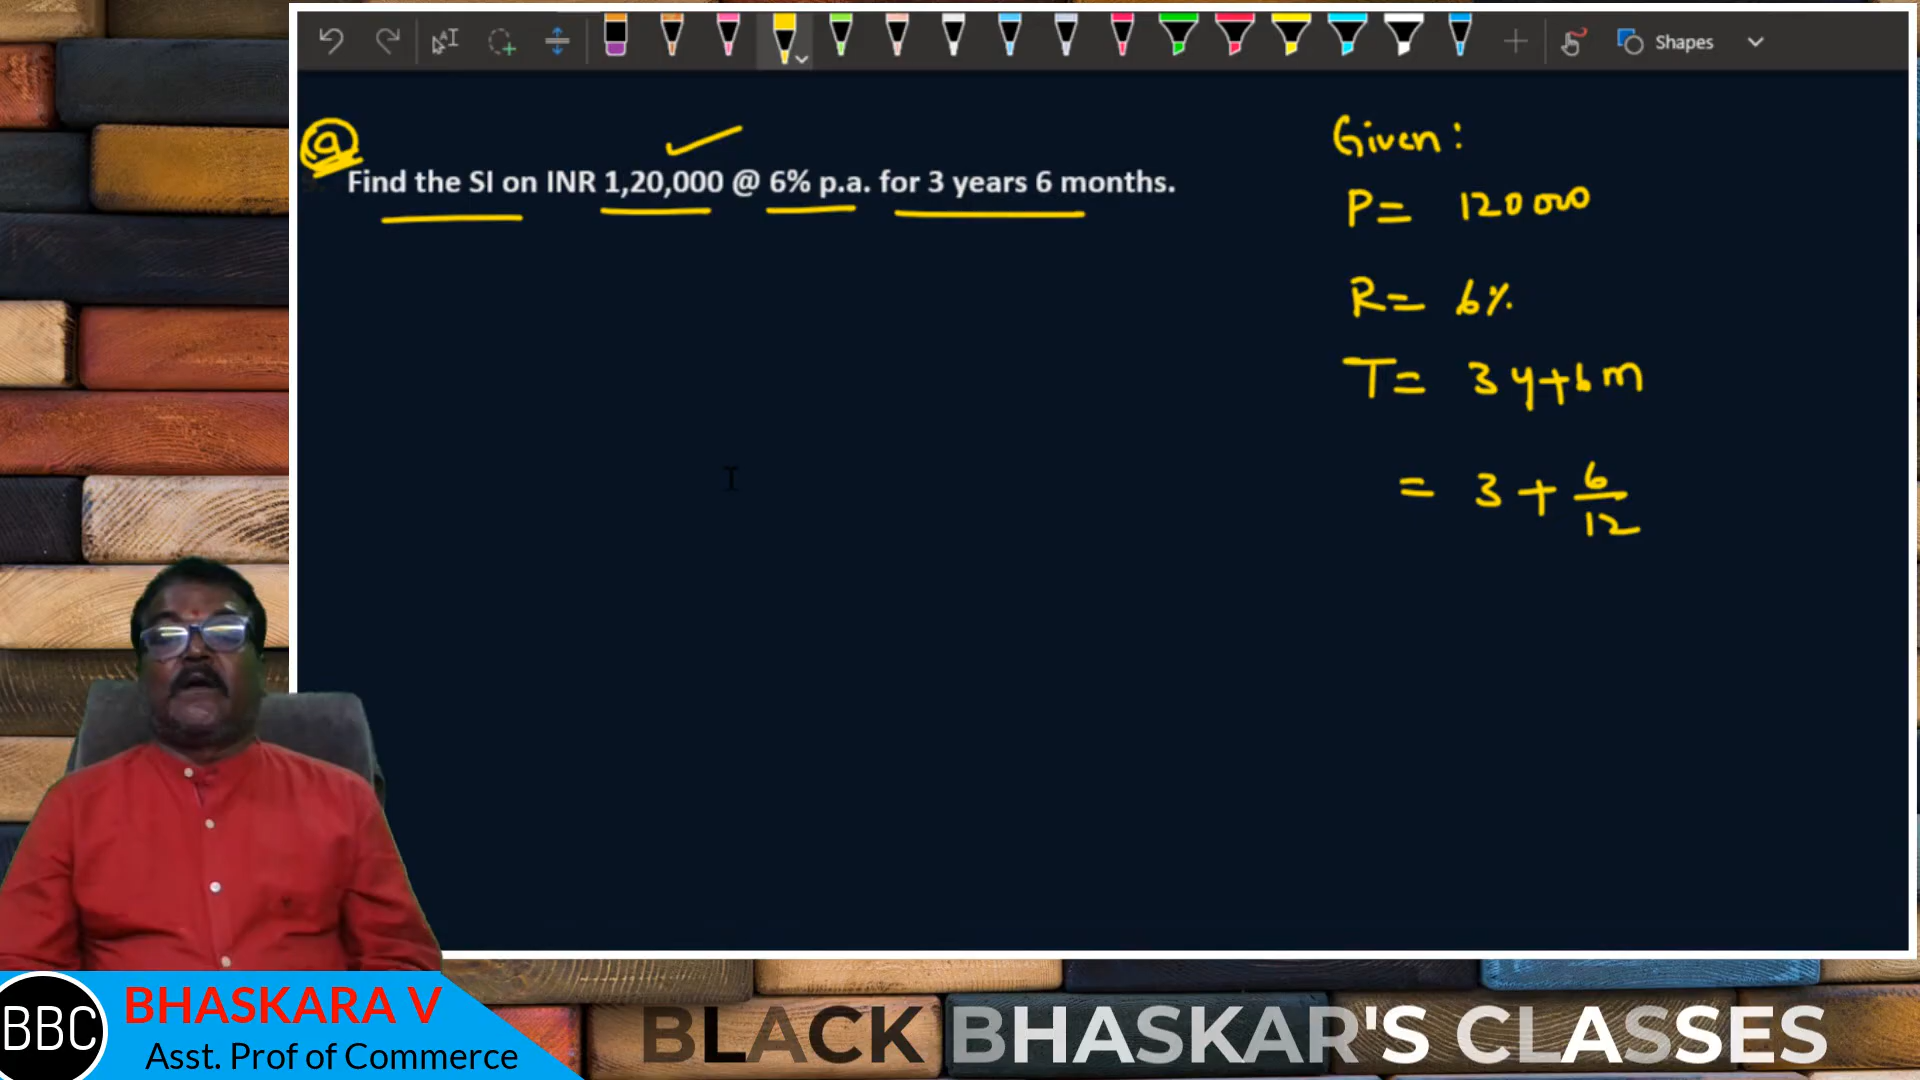 Shapes
9
Find the SI on INR 1,20,000 @ 6% p.a. for 3 years 6 months.
Given:
P= 120000
R= 6%
T= 3y+6m
= 3 + 6/12
BBC
BHASKARA V
Asst. Prof of Commerce
BLACK BHASKAR'S CLASSES